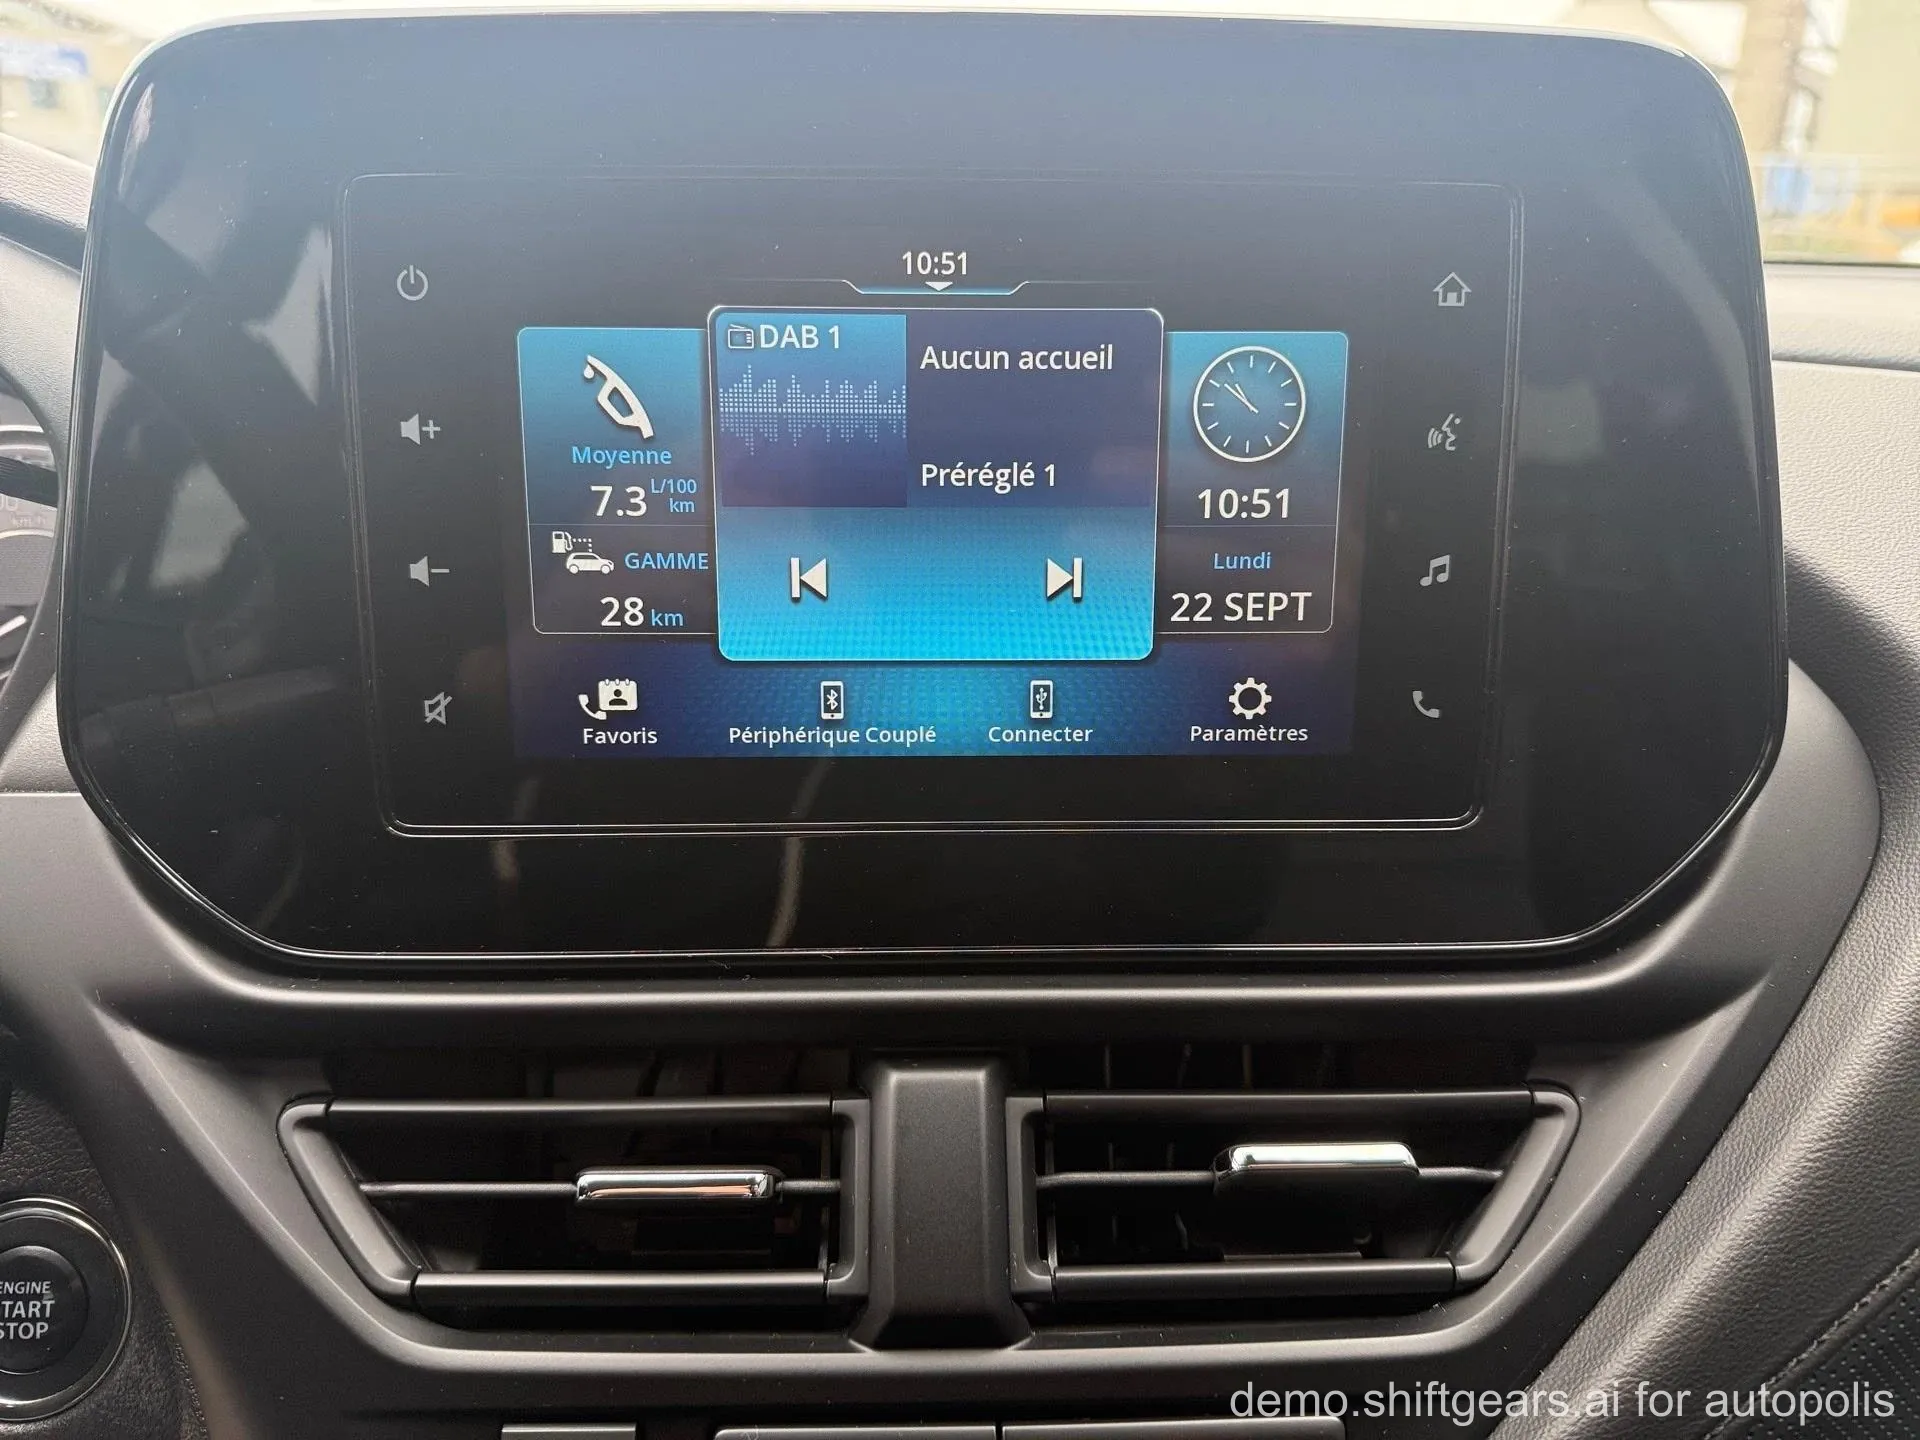 10:51
DAB 1
Aucun accueil
Préréglé 1
Moyenne
7.3 L/100 km
GAMME
28 km
10:51
Lundi
22 SEPT
Favoris
Périphérique Couplé
Connecter
Paramètres
ENGINE
START
STOP
demo.shiftgears.ai for autopolis